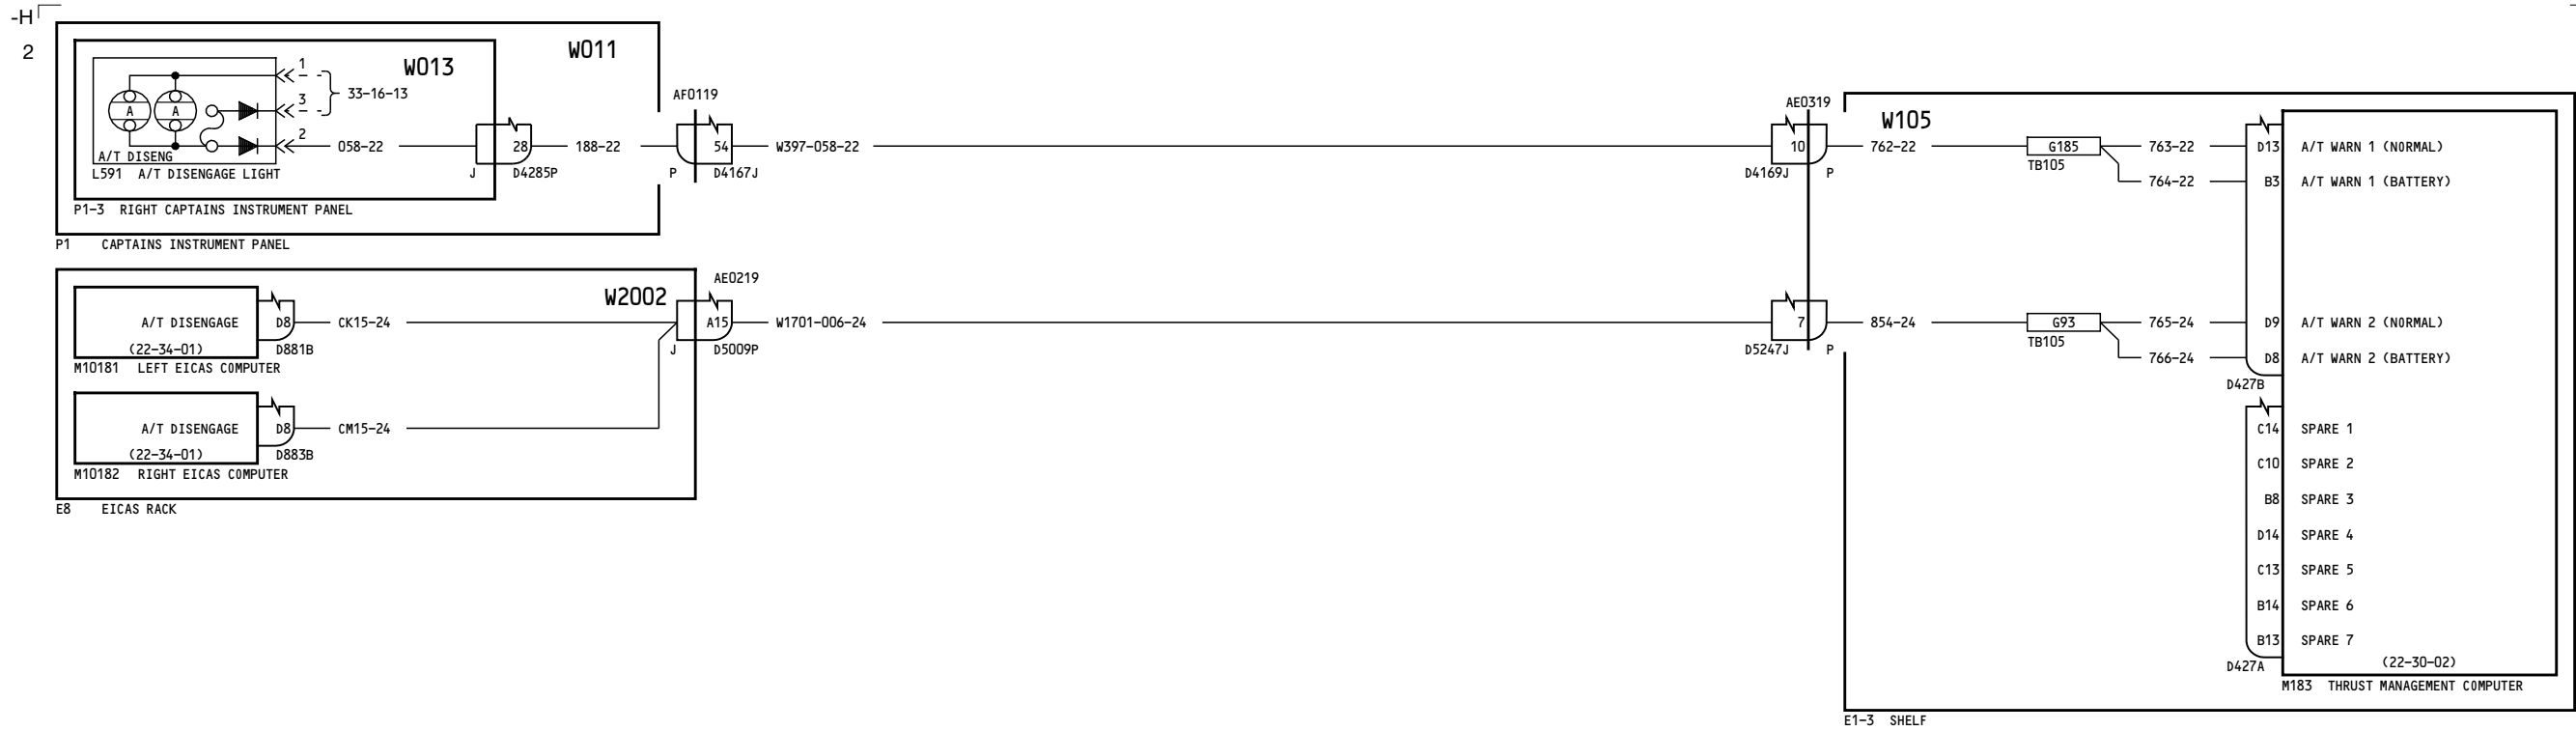 -H
2
W011
W013
1
3
33-16-13
A A
2
058-22
28
188-22
54
W397-058-22
AF0119
A/T DISENG
L591 A/T DISENGAGE LIGHT
J
D4285P
P
D4167J
P1-3 RIGHT CAPTAINS INSTRUMENT PANEL
P1 CAPTAINS INSTRUMENT PANEL
AE0319
W105
10
762-22
G185
763-22
D13
A/T WARN 1 (NORMAL)
D4169J
P
TB105
764-22
B3
A/T WARN 1 (BATTERY)
AE0219
W2002
A/T DISENGAGE
D8
CK15-24
A15
W1701-006-24
(22-34-01)
D881B
J
D5009P
M10181 LEFT EICAS COMPUTER
7
854-24
G93
765-24
D9
A/T WARN 2 (NORMAL)
D5247J
P
TB105
766-24
D8
A/T WARN 2 (BATTERY)
D427B
A/T DISENGAGE
D8
CM15-24
(22-34-01)
D883B
M10182 RIGHT EICAS COMPUTER
E8 EICAS RACK
C14 SPARE 1
C10 SPARE 2
B8 SPARE 3
D14 SPARE 4
C13 SPARE 5
B14 SPARE 6
B13 SPARE 7
D427A
(22-30-02)
M183 THRUST MANAGEMENT COMPUTER
E1-3 SHELF